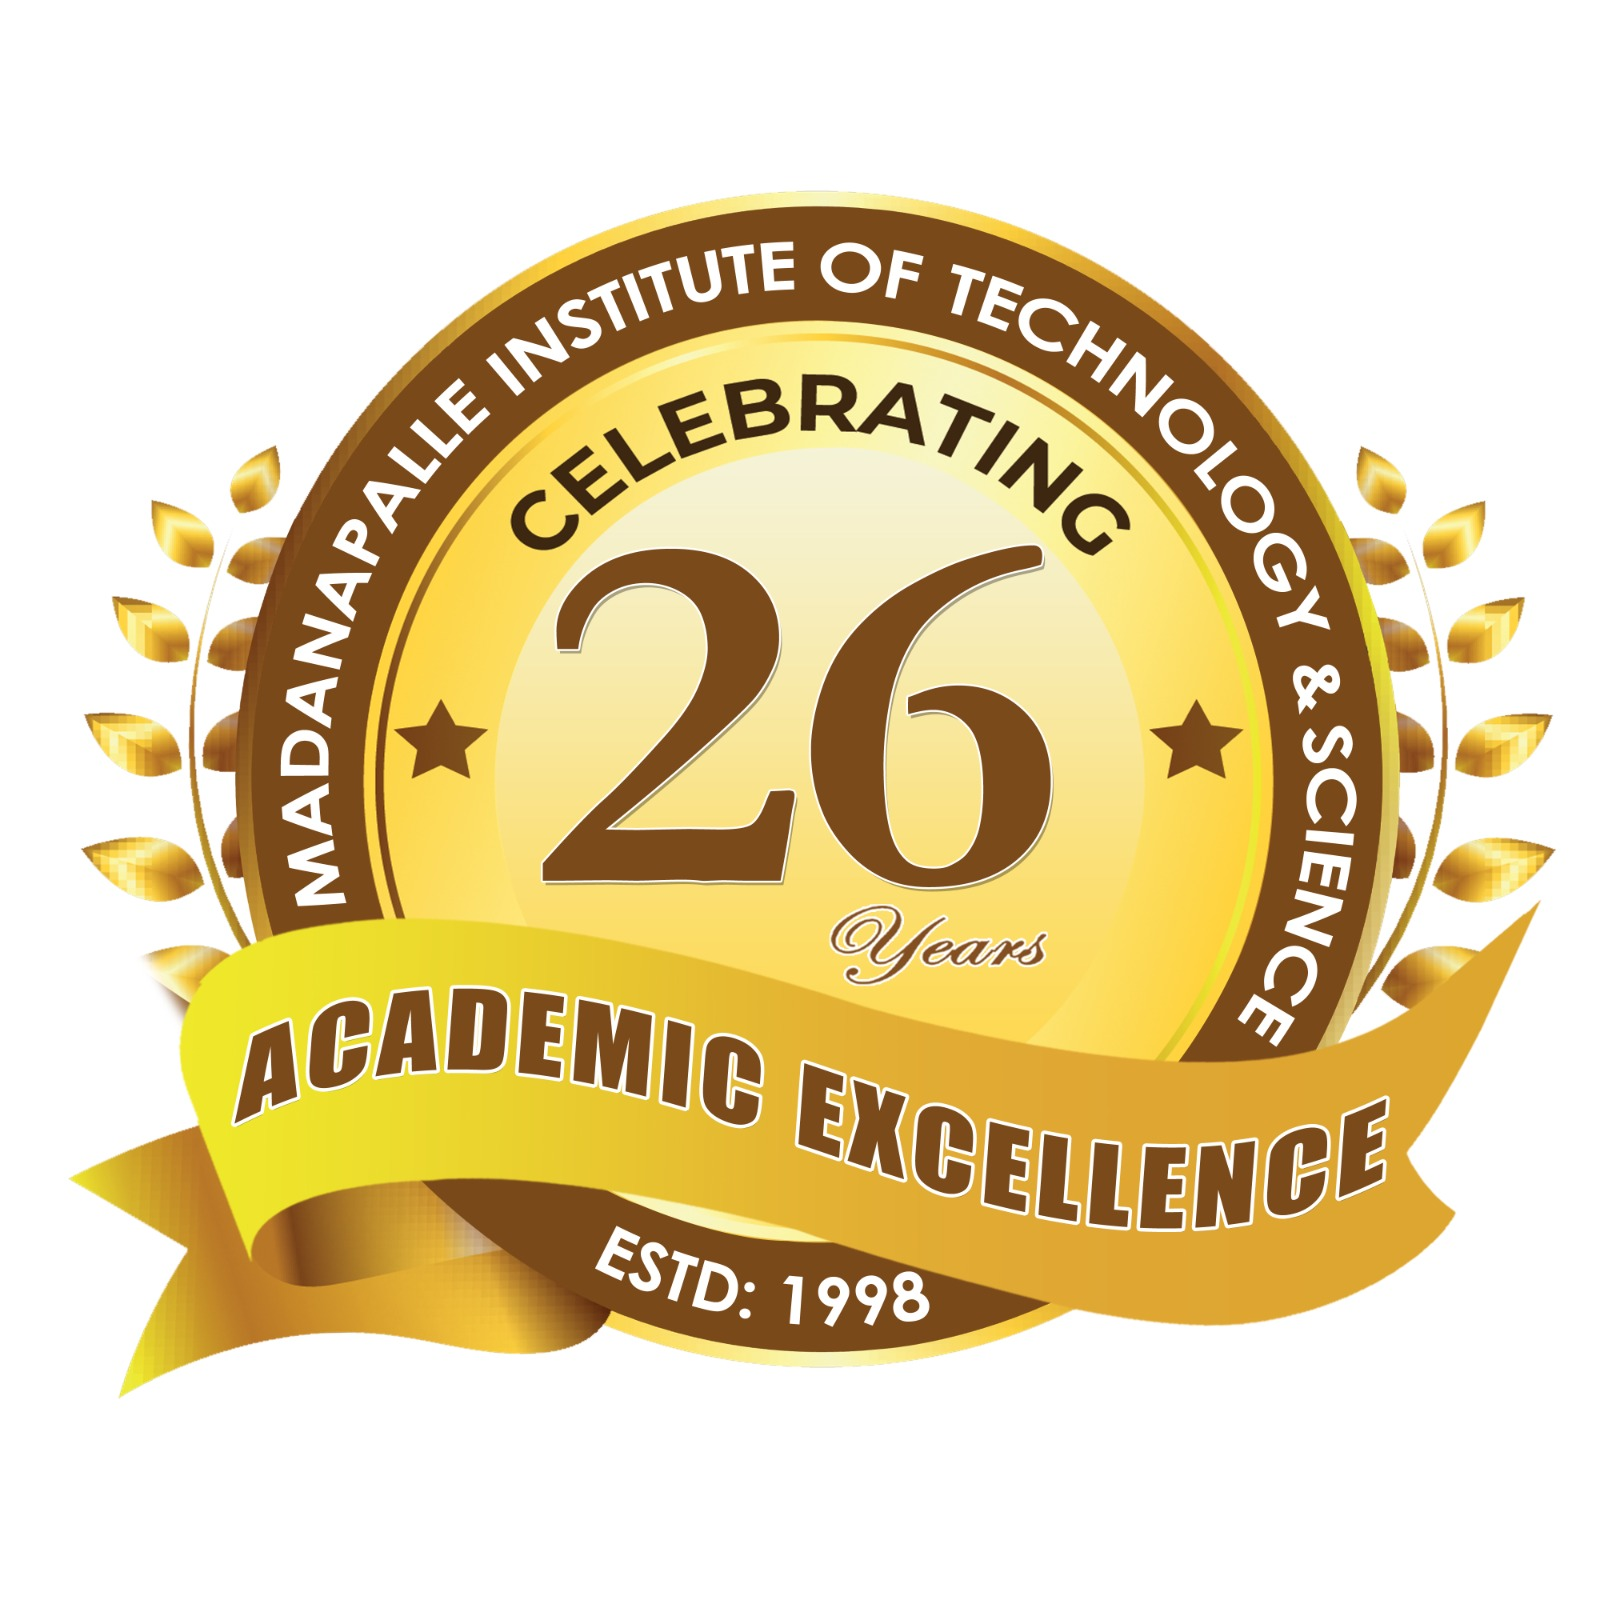 MADANAPALLE INSTITUTE OF TECHNOLOGY & SCIENCE
CELEBRATING
26
Years
ACADEMIC EXCELLENCE
ESTD: 1998